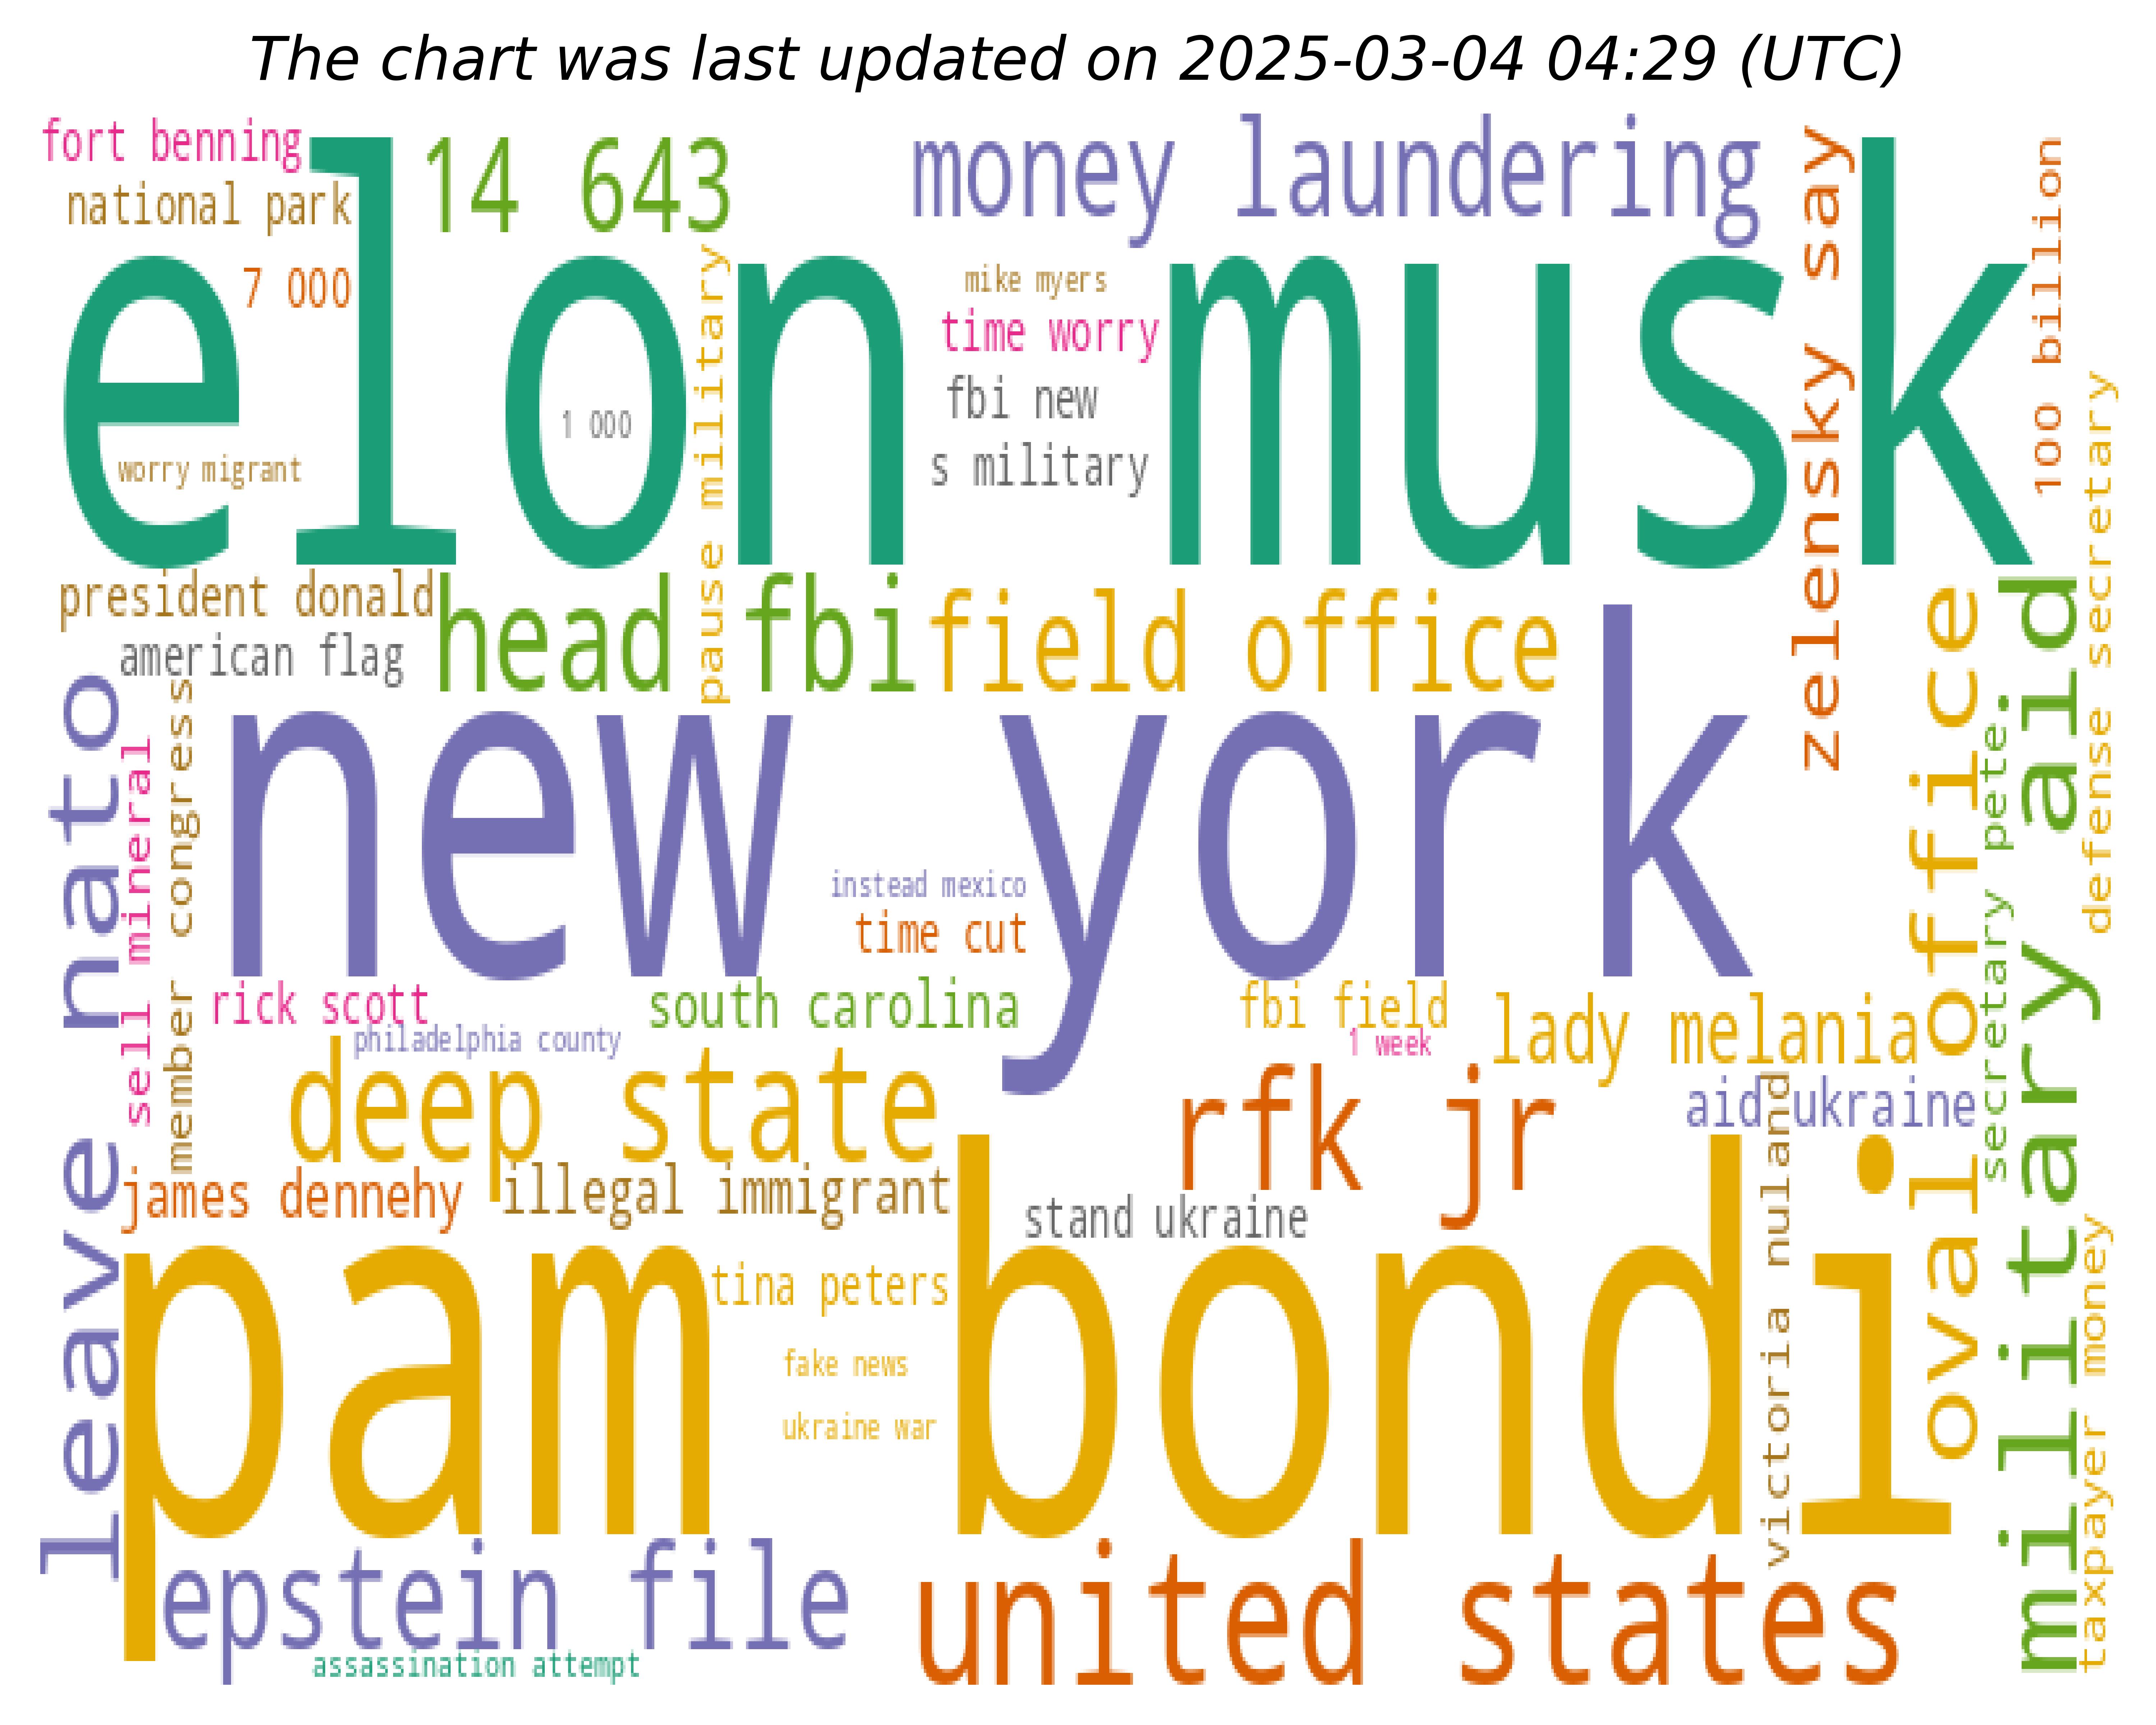 The chart was last updated on 2025-03-04 04:29 (UTC)
fort benning
14 643
money laundering
national park
7 000
elon musk
mike myers
time worry
fbi new
s military
1 000
worry migrant
pause military
zelensky say
100 billion
defense secretary
president donald
head fbi
field office
american flag
leave nato
sell mineral
member congress
new york
instead mexico
time cut
oval office
secretary pete
military aid
rick scott
south carolina
fbi field
lady melania
philadelphia county
1 week
deep state
rfk jr
aid ukraine
james dennehy
illegal immigrant
stand ukraine
victoria nuland
taxpayer money
pam bondi
tina peters
fake news
ukraine war
epstein file
united states
assassination attempt